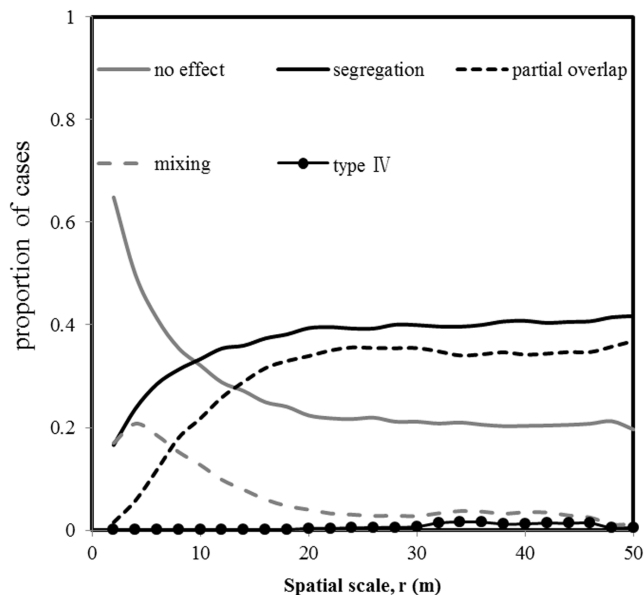 1
no effect segregation partial overlap
0.8
mixing type Ⅳ
0.6
0.4
0.2
0
0 10 20 30 40 50
proportion of cases
Spatial scale, r (m)